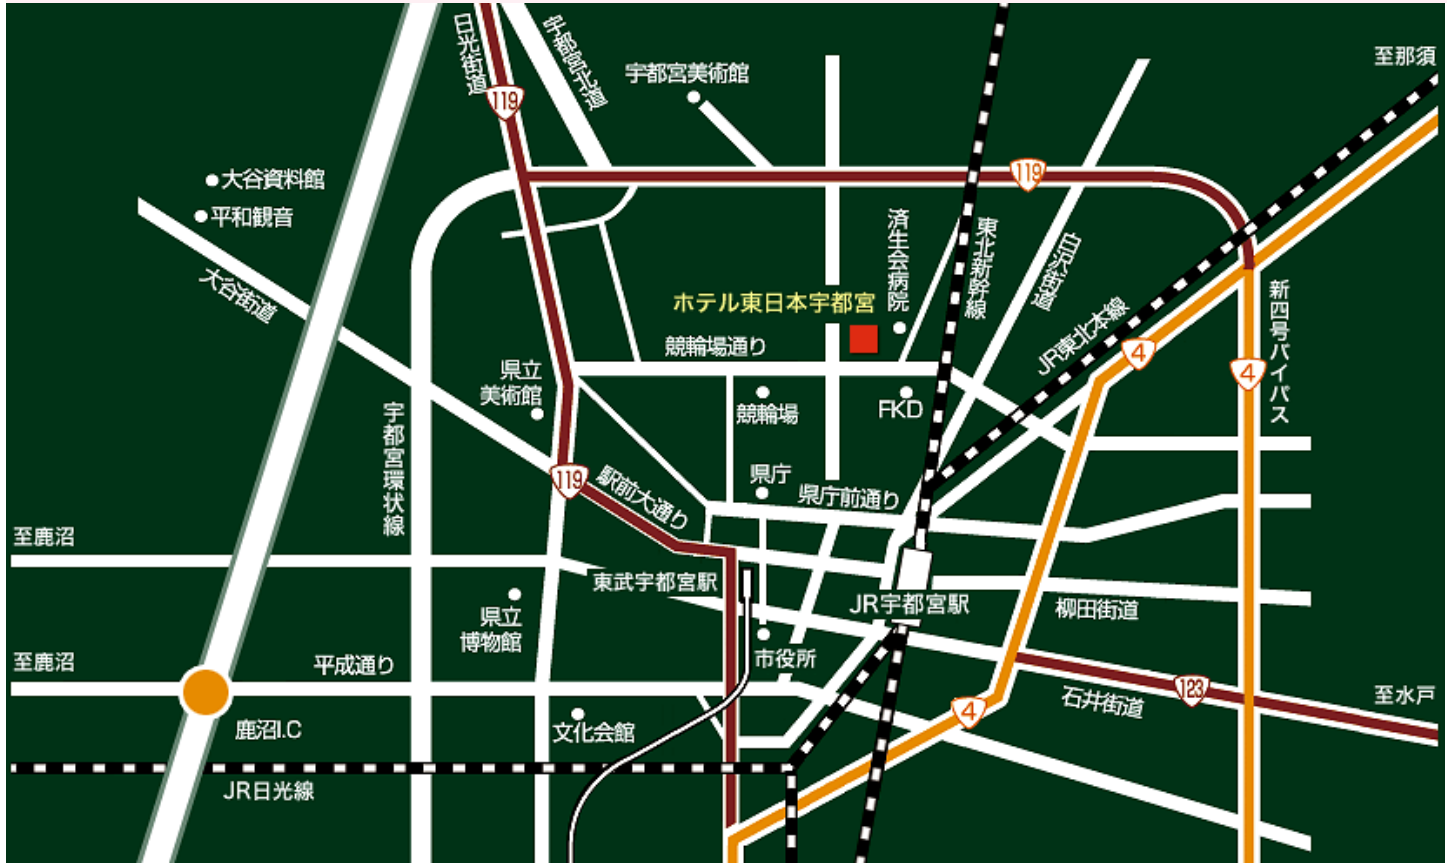 日光街道
宇都宮北道
宇都宮美術館
至那須
119
大谷資料館
119
平和観音
済生会病院
東北新幹線
白沢街道
大谷街道
ホテル東日本宇都宮
新四号バイパス
JR東北本線
競輪場通り
4
4
県立
美術館
宇都宮環状線
競輪場
FKD
119
駅前大通り
県庁
県庁前通り
至鹿沼
東武宇都宮駅
JR宇都宮駅
柳田街道
県立
博物館
至鹿沼
平成通り
市役所
123
石井街道
至水戸
4
鹿沼I.C
文化会館
JR日光線